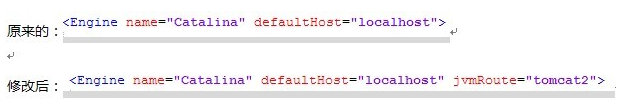 原来的：<Engine name="Catalina" defaultHost="localhost">
修改后：<Engine name="Catalina" defaultHost="localhost" jvmRoute="tomcat2">